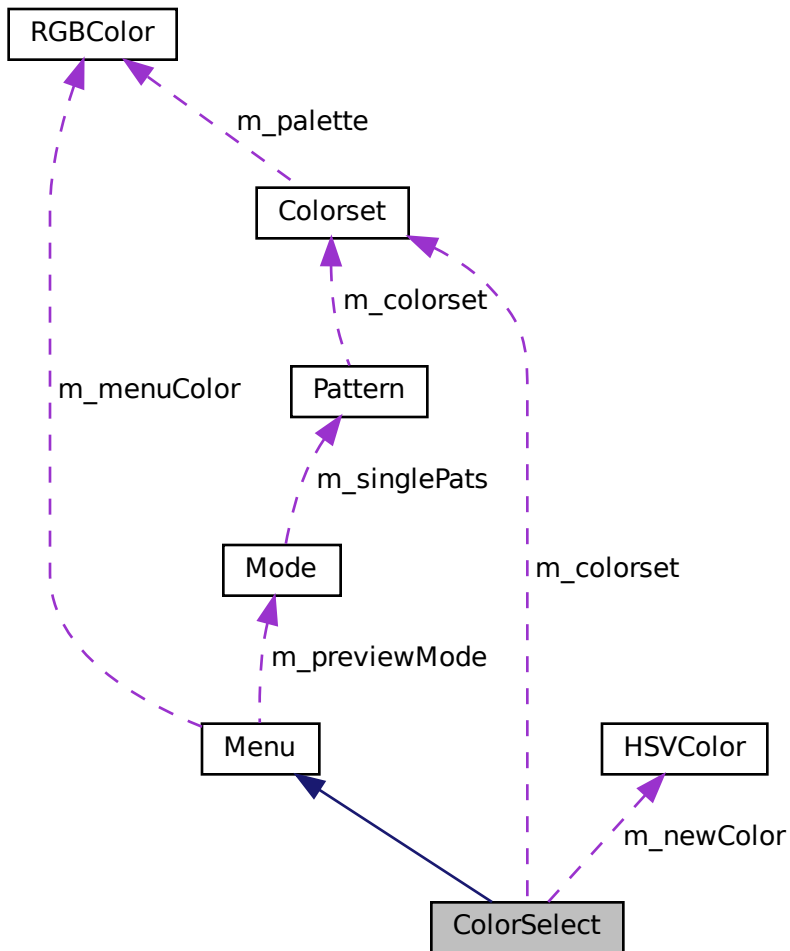 RGBColor
m_palette
Colorset
m_colorset
m_menuColor
Pattern
m_singlePats
Mode
m_colorset
m_previewMode
Menu
HSVColor
m_newColor
ColorSelect